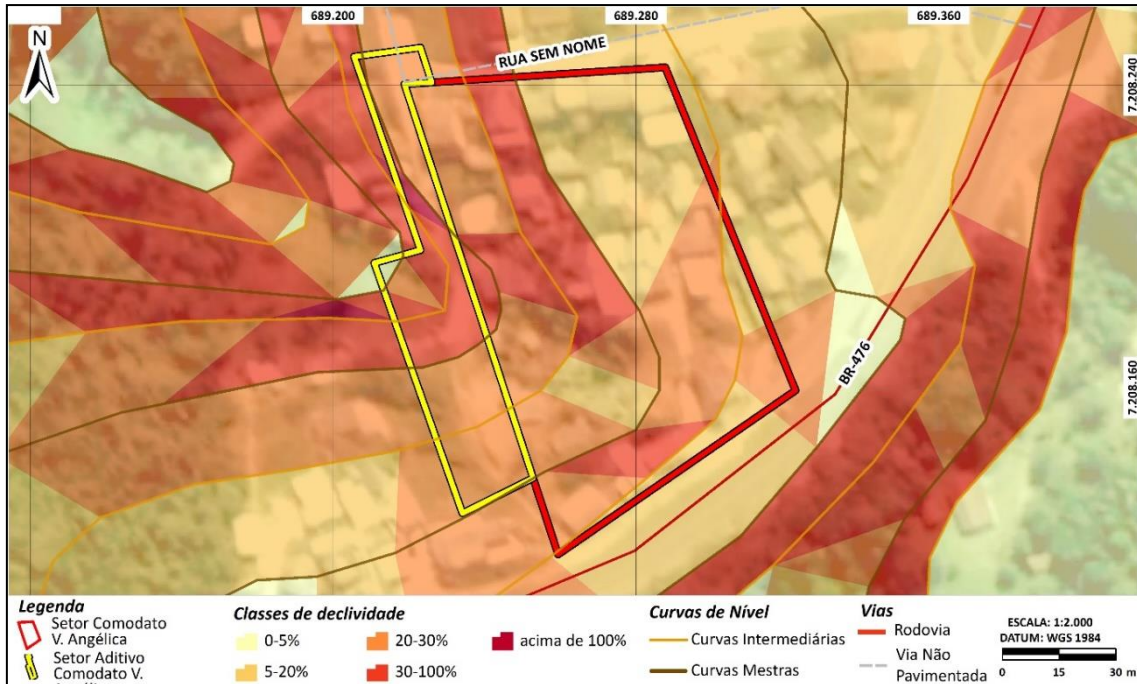 689.200
689.280
689.360
N
RUA SEM NOME
7.208.240
7.208.160
BR-476
Legenda
Setor Comodato
V. Angélica
Setor Aditivo
Comodato V.
Classes de declividade
0-5%
5-20%
20-30%
30-100%
acima de 100%
Curvas de Nível
Curvas Intermediárias
Curvas Mestras
Vias
Rodovia
Via Não
Pavimentada
ESCALA: 1:2.000
DATUM: WGS 1984
0 15 30 m